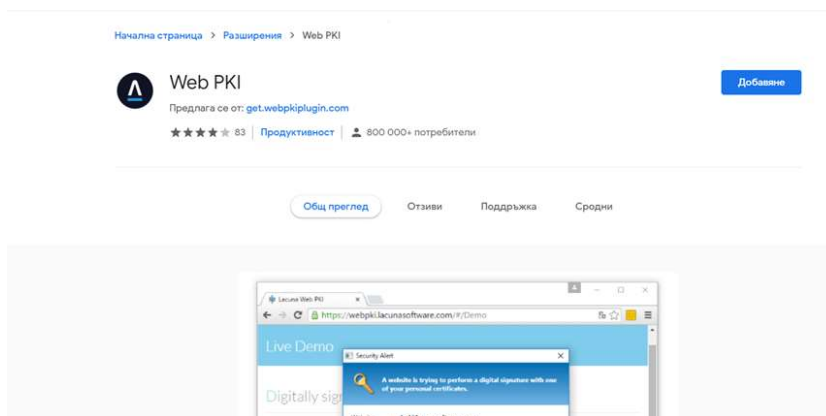 Начална страница > Разширения > Web PKI
Web PKI
Добавяне
Предлага се от: get.webpkiplugin.com
83 | Продуктивност | 800 000+ потребители
Общ преглед Отзиви Поддръжка Сродни
Lacuna Web PKI
https://webpki.lacunasoftware.com/#/Demo
Live Demo
Security Alert
A website is trying to perform a digital signature with one
of your personal certificates.
Digitally sig